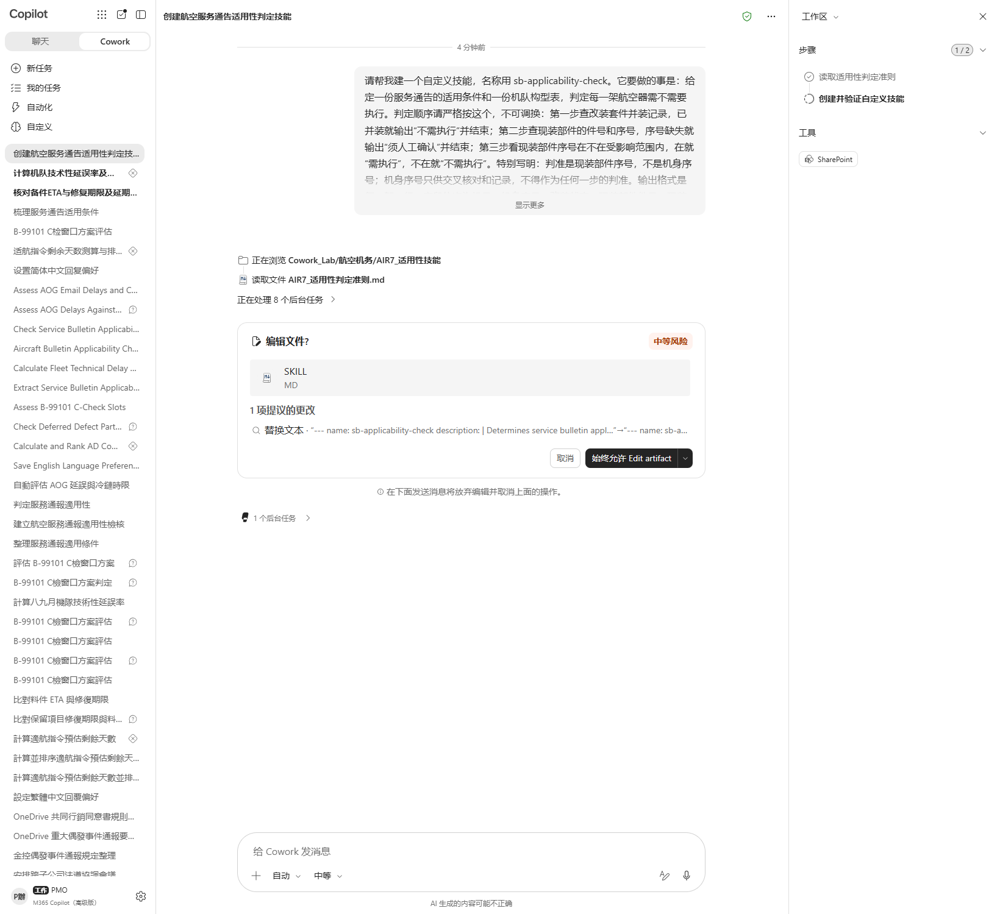 Copilot
聊天
Cowork
新任务
我的任务
自动化
自定义
创建航空服务通告适用性判定技...
计算机队技术性延误率及...
核对备件ETA与修复期限及延期...
梳理服务通告适用条件
B-99101 C检窗口方案评估
适航指令剩余天数测算与排...
设置简体中文回复偏好
Assess AOG Email Delays and C...
Assess AOG Delays Against...
Check Service Bulletin Applicabi...
Aircraft Bulletin Applicability Ch...
Calculate Fleet Technical Delay ...
Extract Service Bulletin Applicab...
Assess B-99101 C-Check Slots
Check Deferred Defect Part...
Calculate and Rank AD Co...
Save English Language Preferen...
自動評估 AOG 延誤與冷鏈時限
判定服務通報適用性
建立航空服務通報適用性檢核
整理服務通報適用條件
評估 B-99101 C檢窗口方案
B-99101 C檢窗口方案判定
計算八九月機隊技術性延誤率
B-99101 C檢窗口方案評估
B-99101 C檢窗口方案評估
B-99101 C檢窗口方案評估
B-99101 C檢窗口方案評估
比對料件 ETA 與修復期限
比對保留項目修復期限與料...
計算適航指令預估剩餘天數
計算並排序適航指令預估剩餘天...
計算適航指令預估剩餘天數並排...
設定繁體中文回覆偏好
OneDrive 共同行銷同意書規則...
OneDrive 重大偶發事件通報要...
金控偶發事件通報規定整理
安排跨子公司法遵協調會議
P辦
工作 PMO
M365 Copilot（高级版）
创建航空服务通告适用性判定技能
4 分钟前
请帮我建一个自定义技能，名称用 sb-applicability-check。它要做的事是：给
定一份服务通告的适用条件和一份机队构型表，判定每一架航空器需不需要
执行。判定顺序请严格按这个，不可调换：第一步查改装套件并装记录，已
并装就输出“不需执行”并结束；第二步查现装部件的件号和序号，序号缺失就
输出“须人工确认”并结束；第三步看现装部件序号在不在受影响范围内，在就
“需执行”，不在就“不需执行”。特别写明：判准是现装部件序号，不是机身序
号；机身序号只供交叉核对和记录，不得作为任何一步的判准。输出格式是
显示更多
正在浏览 Cowork_Lab/航空机务/AIR7_适用性技能
读取文件 AIR7_适用性判定准则.md
正在处理 8 个后台任务
编辑文件?
中等风险
SKILL
MD
1 项提议的更改
替换文本 · “--- name: sb-applicability-check description: | Determines service bulletin appl...”→“--- name: sb-a...
取消
始终允许 Edit artifact
在下面发送消息将放弃编辑并取消上面的操作。
1 个后台任务
给 Cowork 发消息
自动
中等
AI 生成的内容可能不正确
工作区
步骤
1 / 2
读取适用性判定准则
创建并验证自定义技能
工具
SharePoint